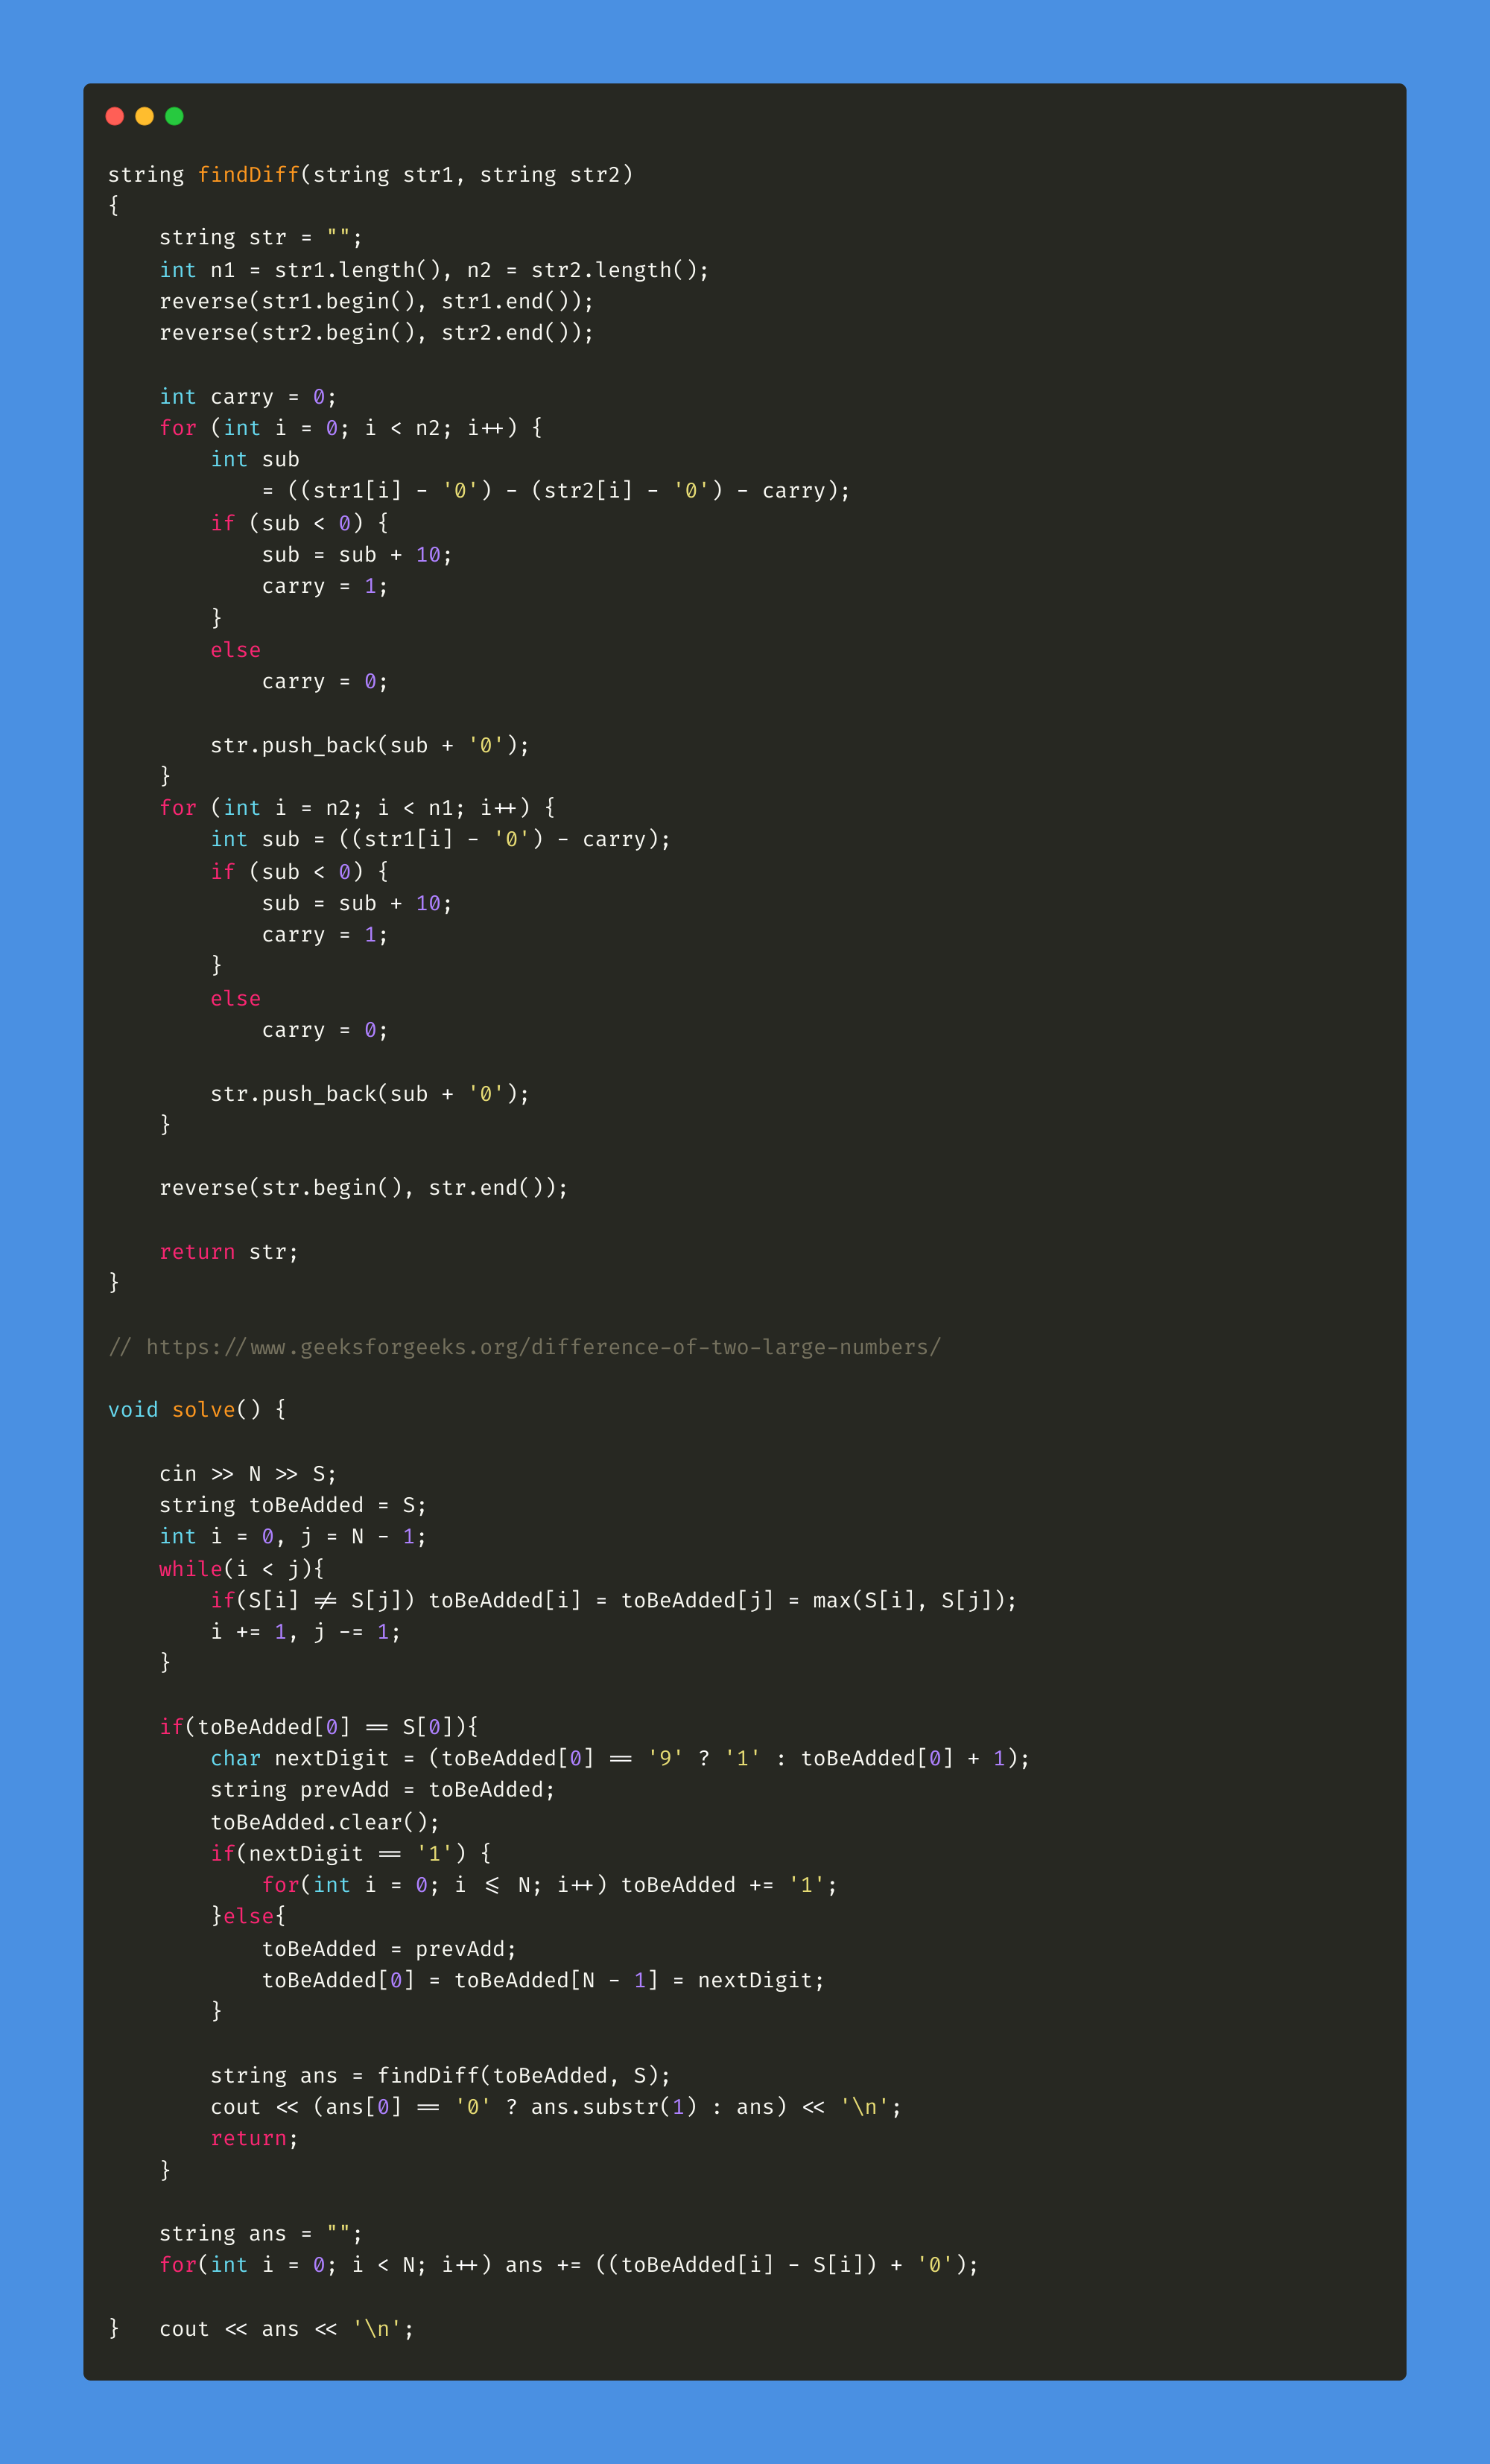 string findDiff(string str1, string str2)
{
    string str = "";
    int n1 = str1.length(), n2 = str2.length();
    reverse(str1.begin(), str1.end());
    reverse(str2.begin(), str2.end());

    int carry = 0;
    for (int i = 0; i < n2; i++) {
        int sub
            = ((str1[i] - '0') - (str2[i] - '0') - carry);
        if (sub < 0) {
            sub = sub + 10;
            carry = 1;
        }
        else
            carry = 0;

        str.push_back(sub + '0');
    }
    for (int i = n2; i < n1; i++) {
        int sub = ((str1[i] - '0') - carry);
        if (sub < 0) {
            sub = sub + 10;
            carry = 1;
        }
        else
            carry = 0;

        str.push_back(sub + '0');
    }

    reverse(str.begin(), str.end());

    return str;
}

// https://www.geeksforgeeks.org/difference-of-two-large-numbers/

void solve() {

    cin >> N >> S;
    string toBeAdded = S;
    int i = 0, j = N - 1;
    while(i < j){
        if(S[i] != S[j]) toBeAdded[i] = toBeAdded[j] = max(S[i], S[j]);
        i += 1, j -= 1;
    }

    if(toBeAdded[0] == S[0]){
        char nextDigit = (toBeAdded[0] == '9' ? '1' : toBeAdded[0] + 1);
        string prevAdd = toBeAdded;
        toBeAdded.clear();
        if(nextDigit == '1') {
            for(int i = 0; i <= N; i++) toBeAdded += '1';
        }else{
            toBeAdded = prevAdd;
            toBeAdded[0] = toBeAdded[N - 1] = nextDigit;
        }

        string ans = findDiff(toBeAdded, S);
        cout << (ans[0] == '0' ? ans.substr(1) : ans) << '\n';
        return;
    }

    string ans = "";
    for(int i = 0; i < N; i++) ans += ((toBeAdded[i] - S[i]) + '0');

}   cout << ans << '\n';